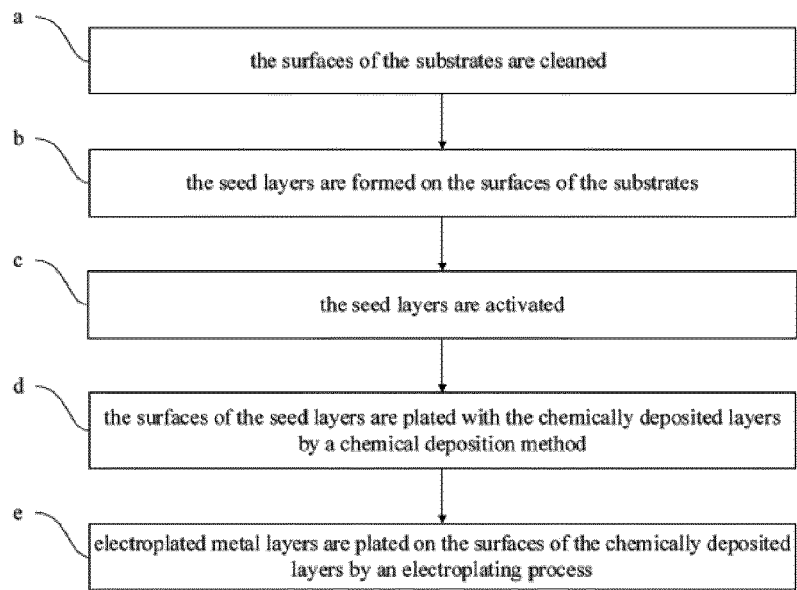 a
the surfaces of the substrates are cleaned
b
the seed layers are formed on the surfaces of the substrates
c
the seed layers are activated
d
the surfaces of the seed layers are plated with the chemically deposited layers
by a chemical deposition method
e
electroplated metal layers are plated on the surfaces of the chemically deposited
layers by an electroplating process